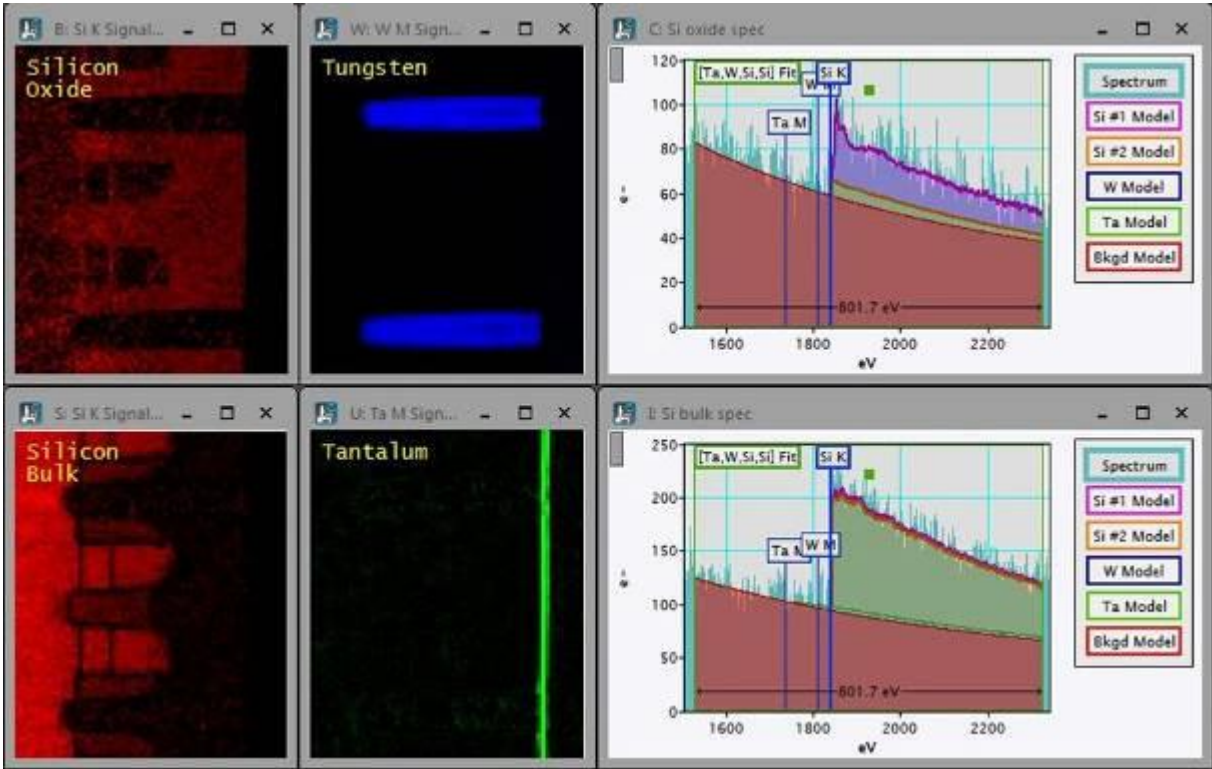 B: Si K Signal...
Silicon
Oxide
W: W M Sign...
Tungsten
C: Si oxide spec
120
100
80
60
40
20
0
e-
[Ta,W,Si,Si] Fit
Si K
Ta M
801.7 eV
1600
1800
2000
2200
eV
Spectrum
Si #1 Model
Si #2 Model
W Model
Ta Model
Bkgd Model
S: Si K Signal...
Silicon
Bulk
U: Ta M Sign...
Tantalum
I: Si bulk spec
250
200
150
100
50
0
e-
[Ta,W,Si,Si] Fit
Si K
Ta M
W M
801.7 eV
1600
1800
2000
2200
eV
Spectrum
Si #1 Model
Si #2 Model
W Model
Ta Model
Bkgd Model